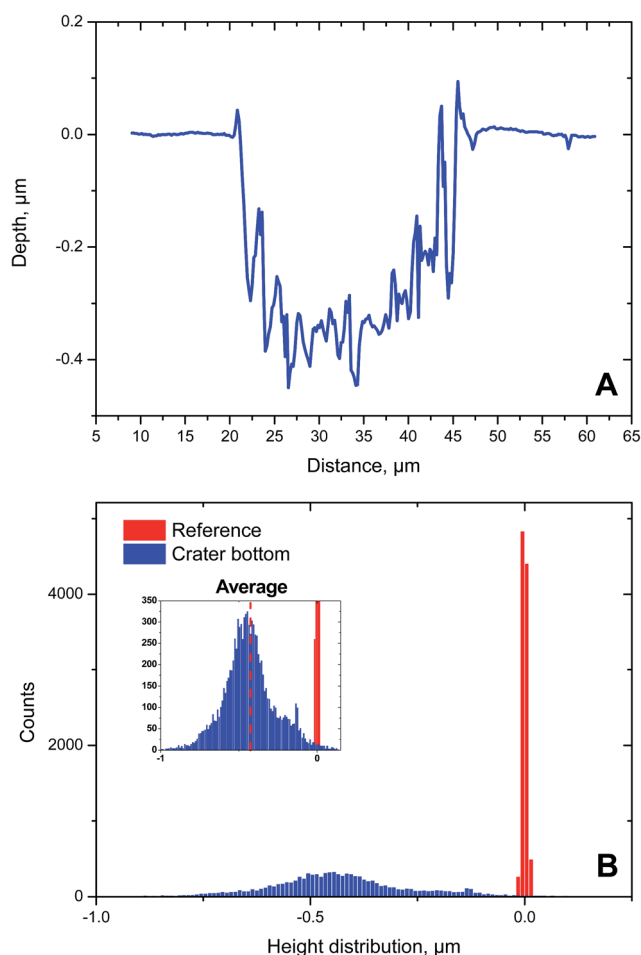 0.2
0.0
-0.2
-0.4
Depth, µm
A
5 10 15 20 25 30 35 40 45 50 55 60 65
Distance, µm
Reference
Crater bottom
Average
350
300
250
200
150
100
50
0
-1 0
4000
2000
0
Counts
B
-1.0 -0.5 0.0
Height distribution, µm